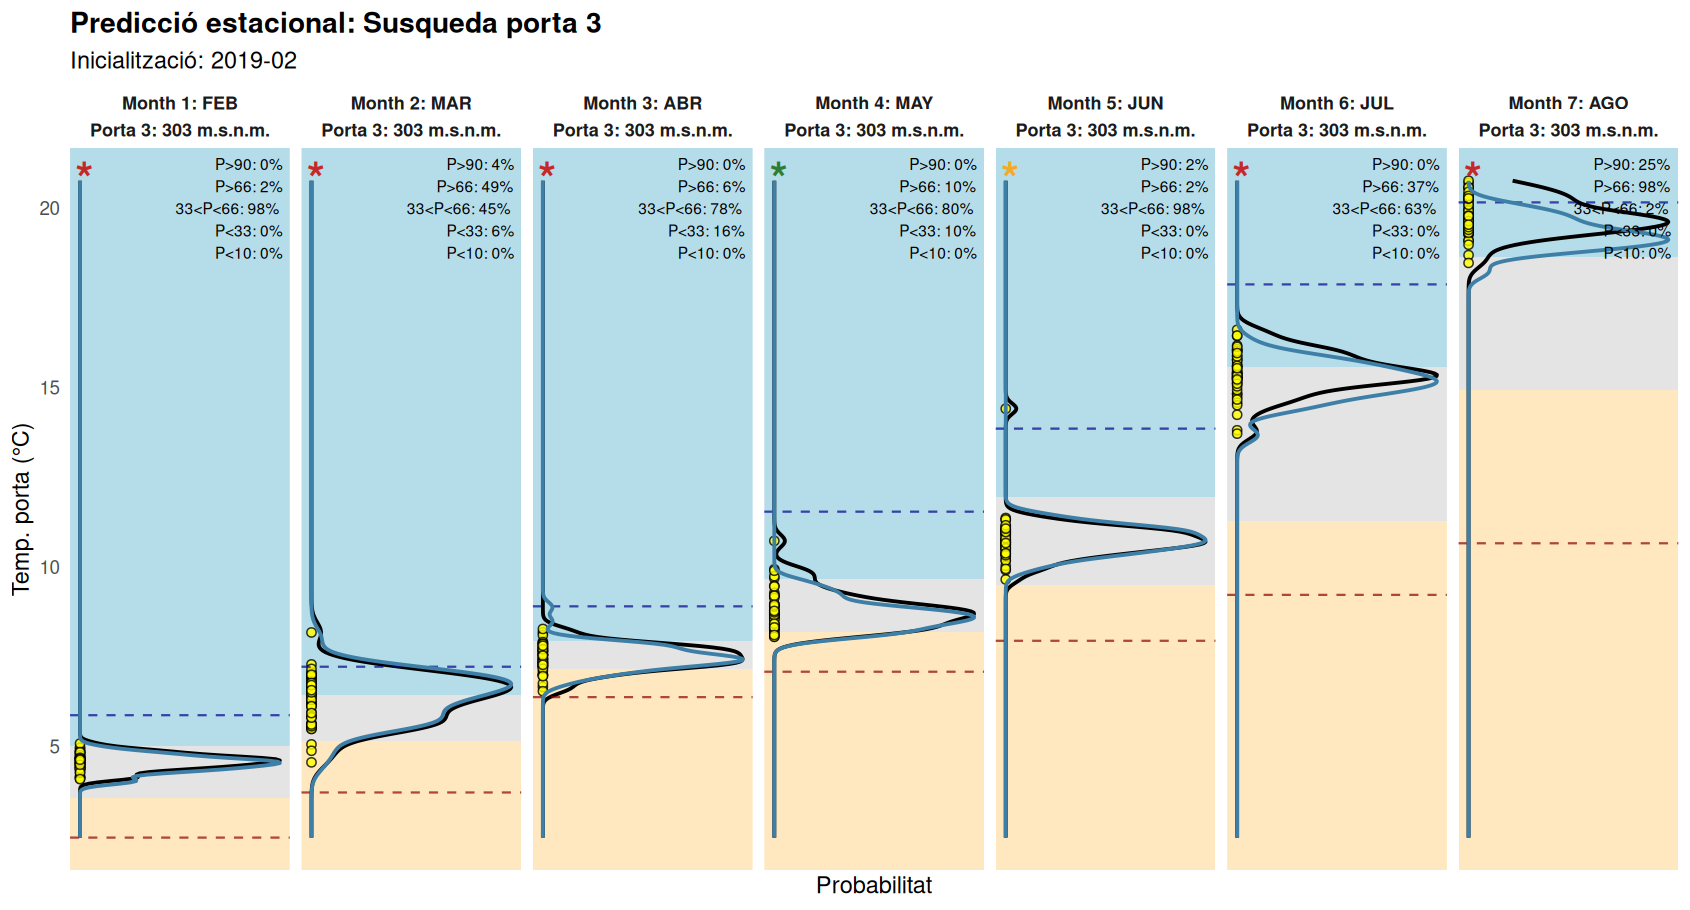 Predicció estacional: Susqueda porta 3
Inicialització: 2019-02
Month 1: FEB
Porta 3: 303 m.s.n.m.
Month 2: MAR
Porta 3: 303 m.s.n.m.
Month 3: ABR
Porta 3: 303 m.s.n.m.
Month 4: MAY
Porta 3: 303 m.s.n.m.
Month 5: JUN
Porta 3: 303 m.s.n.m.
Month 6: JUL
Porta 3: 303 m.s.n.m.
Month 7: AGO
Porta 3: 303 m.s.n.m.
*
P>90: 0%
P>66: 2%
33<P<66: 98%
P<33: 0%
P<10: 0%
*
P>90: 4%
P>66: 49%
33<P<66: 45%
P<33: 6%
P<10: 0%
*
P>90: 0%
P>66: 6%
33<P<66: 78%
P<33: 16%
P<10: 0%
*
P>90: 0%
P>66: 10%
33<P<66: 80%
P<33: 10%
P<10: 0%
*
P>90: 2%
P>66: 2%
33<P<66: 98%
P<33: 0%
P<10: 0%
*
P>90: 0%
P>66: 37%
33<P<66: 63%
P<33: 0%
P<10: 0%
*
P>90: 25%
P>66: 98%
33<P<66: 2%
P<33: 0%
P<10: 0%
20
15
10
5
Temp. porta (°C)
Probabilitat